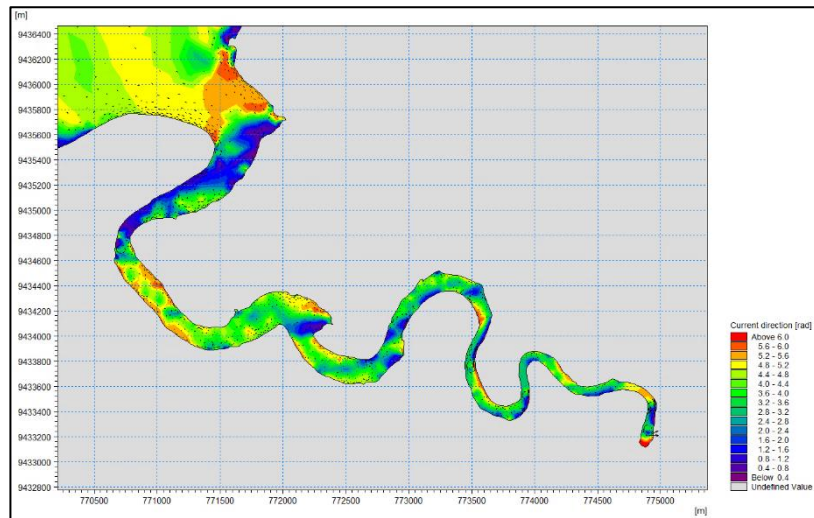 [m]
9436400
9436200
9436000
9435800
9435600
9435400
9435200
9435000
9434800
9434600
9434400
9434200
9434000
9433800
9433600
9433400
9433200
9433000
9432800
770500 771000 771500 772000 772500 773000 773500 774000 774500 775000
[m]
Current direction [rad]
Above 6.0
5.6 - 6.0
5.2 - 5.6
4.8 - 5.2
4.4 - 4.8
4.0 - 4.4
3.6 - 4.0
3.2 - 3.6
2.8 - 3.2
2.4 - 2.8
2.0 - 2.4
1.6 - 2.0
1.2 - 1.6
0.8 - 1.2
0.4 - 0.8
Below 0.4
Undefined Value